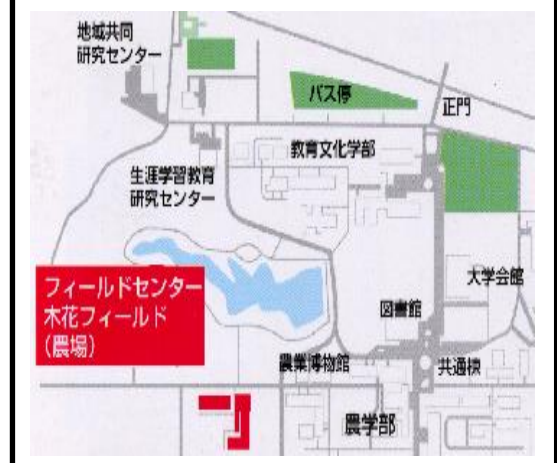 地域共同
研究センター
バス停
正門
教育文化学部
生涯学習教育
研究センター
大学会館
フィールドセンター
木花フィールド
(農場)
図書館
農業博物館
共通棟
農学部